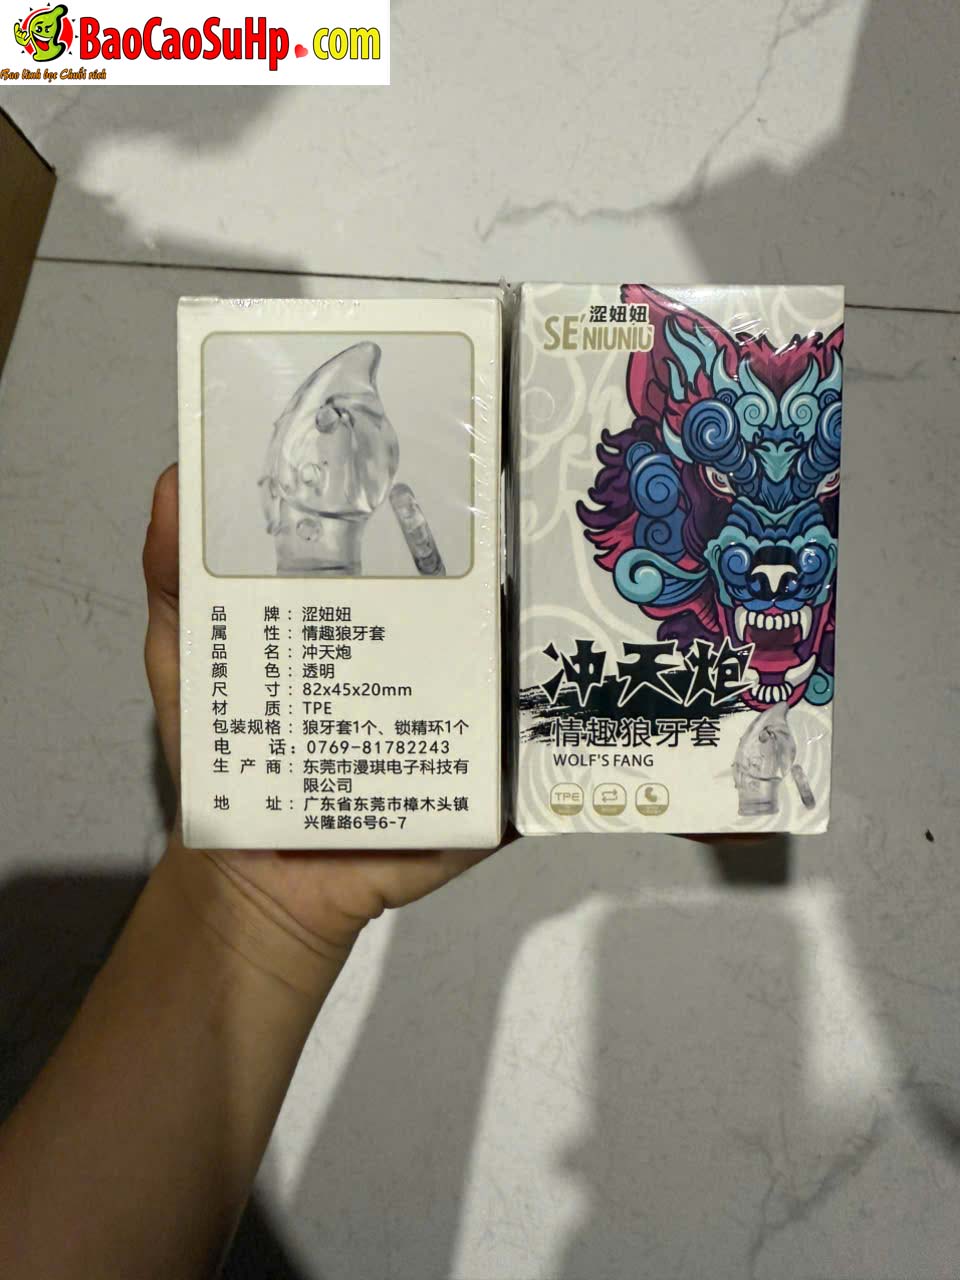 BaoCaoSuHp.com
Bao lành bọc Chuối rách
品牌：涩妞妞
属性：情趣狼牙套
品名：冲天炮
颜色：透明
尺寸：82x45x20mm
材质：TPE
包装规格：狼牙套1个、锁精环1个
电话：0769-81782243
生产商：东莞市漫琪电子科技有
限公司
地址：广东省东莞市樟木头镇
兴隆路6号6-7
涩妞妞
SE'NIUNIU
冲天炮
情趣狼牙套
WOLF'S FANG
TPE